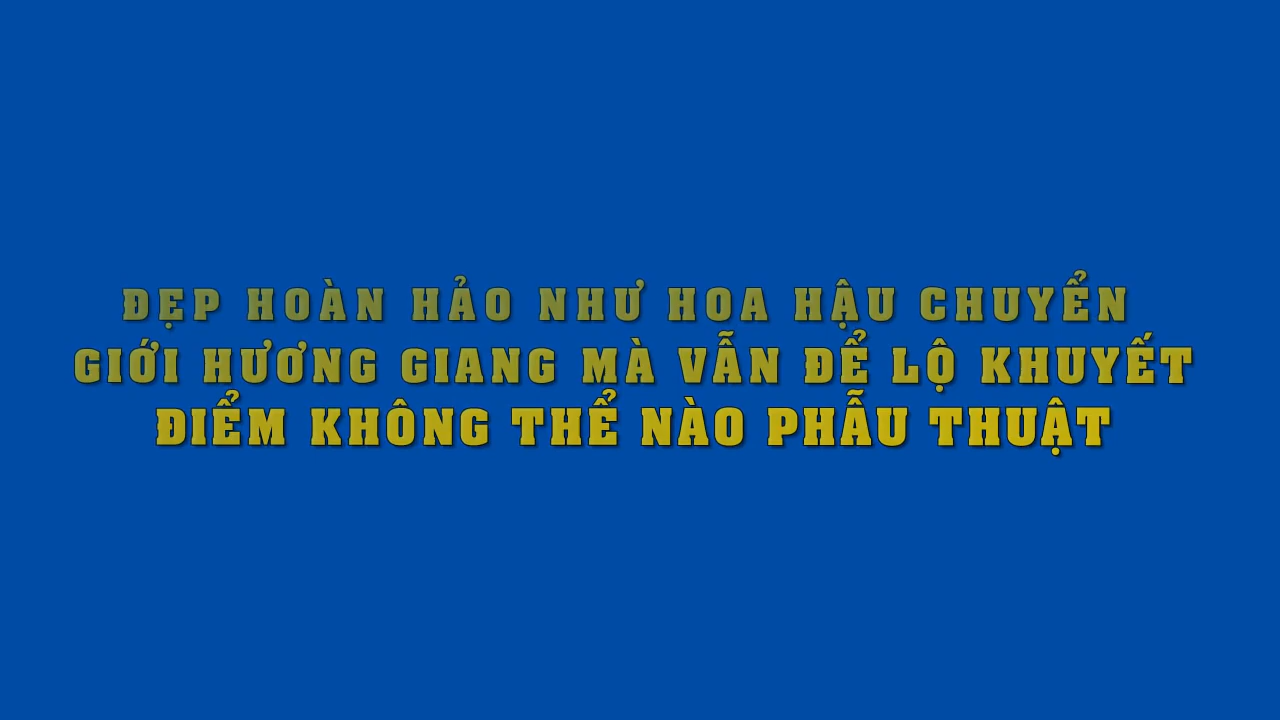 ĐẸP HOÀN HẢO NHƯ HOA HẬU CHUYỂN
GIỚI HƯƠNG GIANG MÀ VẪN ĐỂ LỘ KHUYẾT
ĐIỂM KHÔNG THỂ NÀO PHẪU THUẬT